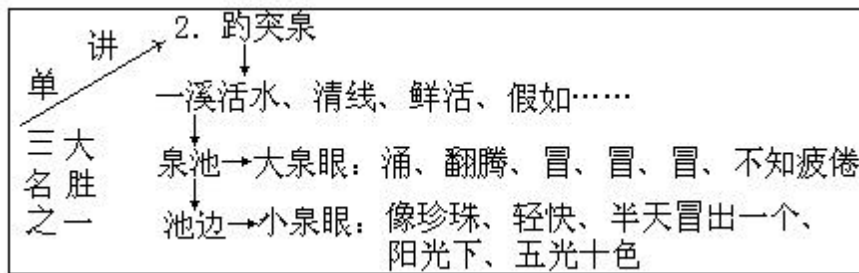 2. 趵突泉
单讲
一溪活水、清线、鲜活、假如……
三大
名胜
之一
泉池→大泉眼：涌、翻腾、冒、冒、冒、不知疲倦
池边→小泉眼：像珍珠、轻快、半天冒出一个、
阳光下、五光十色